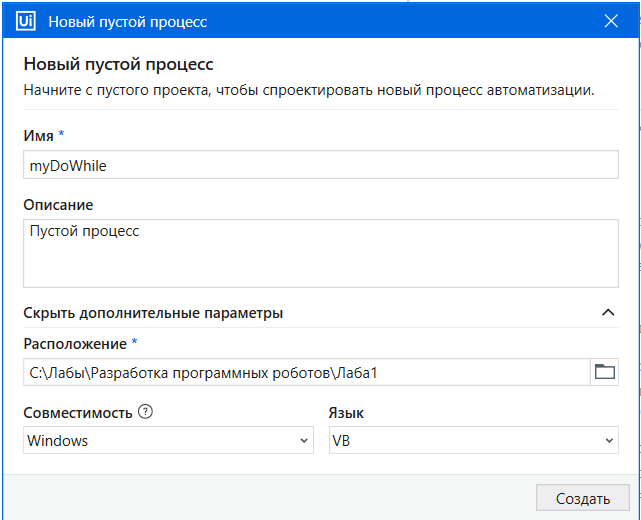 Ui Новый пустой процесс
Новый пустой процесс
Начните с пустого проекта, чтобы спроектировать новый процесс автоматизации.
Имя *
myDoWhile
Описание
Пустой процесс
Скрыть дополнительные параметры
Расположение *
C:\Лабы\Разработка программных роботов\Лаба1
Совместимость ? Язык
Windows VB
Создать